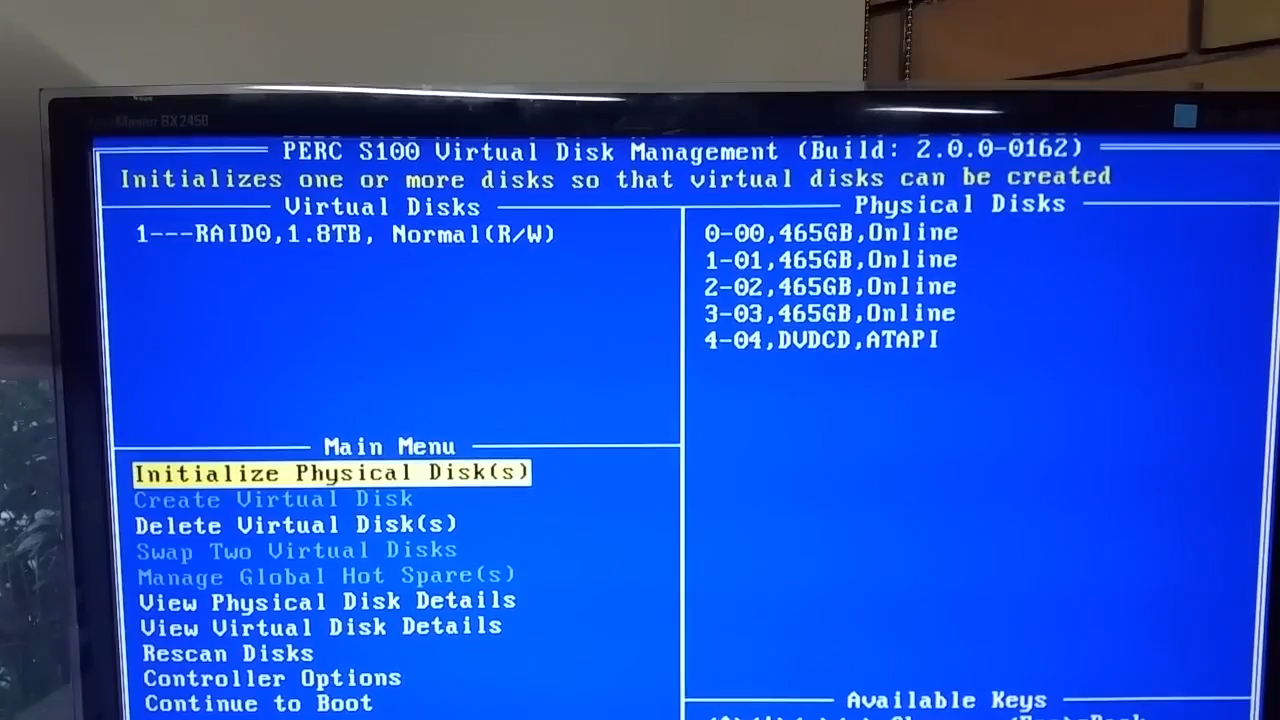 PERC S100 Virtual Disk Management (Build: 2.0.0-0162)
Initializes one or more disks so that virtual disks can be created
Virtual Disks
1---RAID0,1.8TB, Normal(R/W)
Physical Disks
0-00,465GB,Online
1-01,465GB,Online
2-02,465GB,Online
3-03,465GB,Online
4-04,DVDCD,ATAPI
Main Menu
Initialize Physical Disk(s)
Create Virtual Disk
Delete Virtual Disk(s)
Swap Two Virtual Disks
Manage Global Hot Spare(s)
View Physical Disk Details
View Virtual Disk Details
Rescan Disks
Controller Options
Continue to Boot
Available Keys